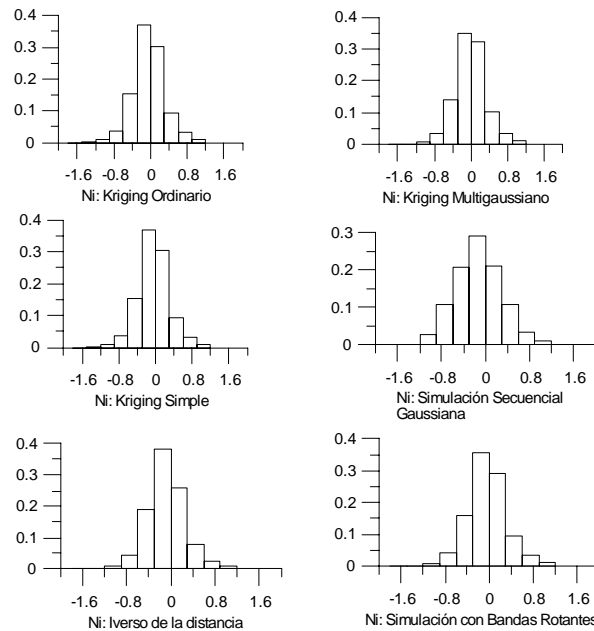 0.4
0.3
0.2
0.1
0
-1.6 -0.8 0 0.8 1.6
Ni: Kriging Ordinario
0.4
0.3
0.2
0.1
0
-1.6 -0.8 0 0.8 1.6
Ni: Kriging Multigaussiano
0.4
0.3
0.2
0.1
0
-1.6 -0.8 0 0.8 1.6
Ni: Kriging Simple
0.3
0.2
0.1
0
-1.6 -0.8 0 0.8 1.6
Ni: Simulación Secuencial
Gaussiana
0.4
0.3
0.2
0.1
0
-1.6 -0.8 0 0.8 1.6
Ni: Iverso de la distancia
0.4
0.3
0.2
0.1
0
-1.6 -0.8 0 0.8 1.6
Ni: Simulación con Bandas Rotantes